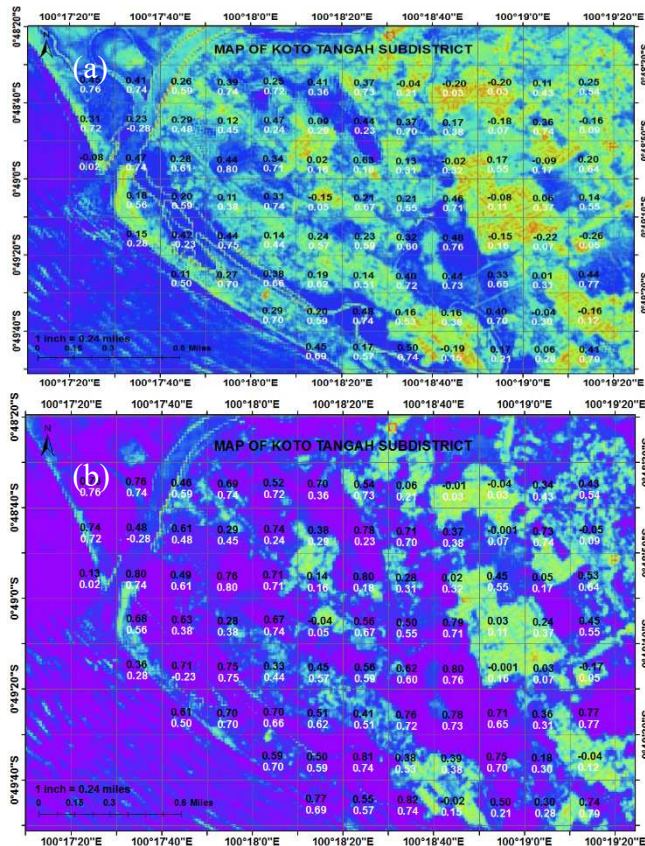 100°17'20"E 100°17'40"E 100°18'0"E 100°18'20"E 100°18'40"E 100°19'0"E 100°19'20"E
0°48'20"S
(a)
MAP OF KOTO TANGAH SUBDISTRICT
0.41 0.26 0.39 0.25 0.41 0.37 -0.04 -0.20 -0.20 0.11 0.25
0.76 0.74 0.59 0.74 0.72 0.36 0.73 0.21 0.03 0.03 0.43 0.54
0°48'40"S
0.31 0.23 0.29 0.12 0.47 0.09 0.44 0.37 0.17 -0.18 0.36 -0.16
0.72 -0.28 0.48 0.45 0.24 0.29 0.23 0.70 0.38 0.07 0.74 0.09
-0.08 0.47 0.28 0.44 0.34 0.02 0.13 -0.02 0.17 -0.09 0.20
0.02 0.74 0.61 0.80 0.71 0.16 0.31 0.32 0.55 0.17 0.64
0°49'0"S
0.18 0.20 0.11 0.31 -0.15 0.21 0.21 0.46 -0.08 0.06 0.14
0.56 0.59 0.38 0.74 0.05 0.67 0.55 0.71 0.11 0.37 0.55
0.15 0.42 0.44 0.14 0.24 0.23 0.32 0.48 -0.15 -0.22 -0.26
0.28 -0.23 0.75 0.44 0.57 0.59 0.60 0.76 0.16 0.07 0.05
0°49'20"S
0.11 0.27 0.38 0.19 0.14 0.40 0.44 0.33 0.01 0.44
0.50 0.70 0.66 0.62 0.51 0.72 0.73 0.65 0.31 0.77
0.29 0.20 0.48 0.16 0.16 0.40 -0.04 -0.16
0.70 0.59 0.74 0.53 0.38 0.70 0.30 0.12
0°49'40"S
1 inch = 0.24 miles
0 0.15 0.3 0.6 Miles
0.45 0.17 0.50 -0.19 0.17 0.06 0.41
0.69 0.57 0.74 0.15 0.21 0.28 0.79
100°17'20"E 100°17'40"E 100°18'0"E 100°18'20"E 100°18'40"E 100°19'0"E 100°19'20"E
0°48'20"S
(b)
MAP OF KOTO TANGAH SUBDISTRICT
0.76 0.46 0.69 0.52 0.70 0.54 0.06 -0.01 -0.04 0.34 0.43
0.76 0.74 0.59 0.74 0.72 0.36 0.73 0.21 0.03 0.03 0.43 0.54
0°48'40"S
0.74 0.48 0.61 0.29 0.74 0.38 0.78 0.71 0.37 -0.001 0.73 -0.05
0.72 -0.28 0.48 0.45 0.24 0.29 0.23 0.70 0.38 0.07 0.74 0.09
0.13 0.80 0.49 0.76 0.71 0.14 0.80 0.28 0.02 0.45 0.05 0.53
0.02 0.74 0.61 0.80 0.71 0.16 0.18 0.31 0.32 0.55 0.17 0.64
0°49'0"S
0.68 0.63 0.28 0.67 -0.04 0.56 0.50 0.79 0.03 0.24 0.45
0.56 0.38 0.38 0.74 0.05 0.67 0.55 0.71 0.11 0.37 0.55
0.36 0.71 0.75 0.33 0.45 0.56 0.62 0.80 -0.001 0.03 -0.17
0.28 -0.23 0.75 0.44 0.57 0.59 0.60 0.76 0.16 0.07 0.05
0°49'20"S
0.61 0.70 0.70 0.51 0.41 0.76 0.78 0.71 0.36 0.77
0.50 0.70 0.66 0.62 0.51 0.72 0.73 0.65 0.31 0.77
0.59 0.50 0.81 0.38 0.39 0.75 0.18 -0.04
0.70 0.59 0.74 0.53 0.38 0.70 0.30 0.12
0°49'40"S
1 inch = 0.24 miles
0 0.15 0.3 0.6 Miles
0.77 0.55 0.82 -0.02 0.50 0.30 0.74
0.69 0.57 0.74 0.15 0.21 0.28 0.79
100°17'20"E 100°17'40"E 100°18'0"E 100°18'20"E 100°18'40"E 100°19'0"E 100°19'20"E